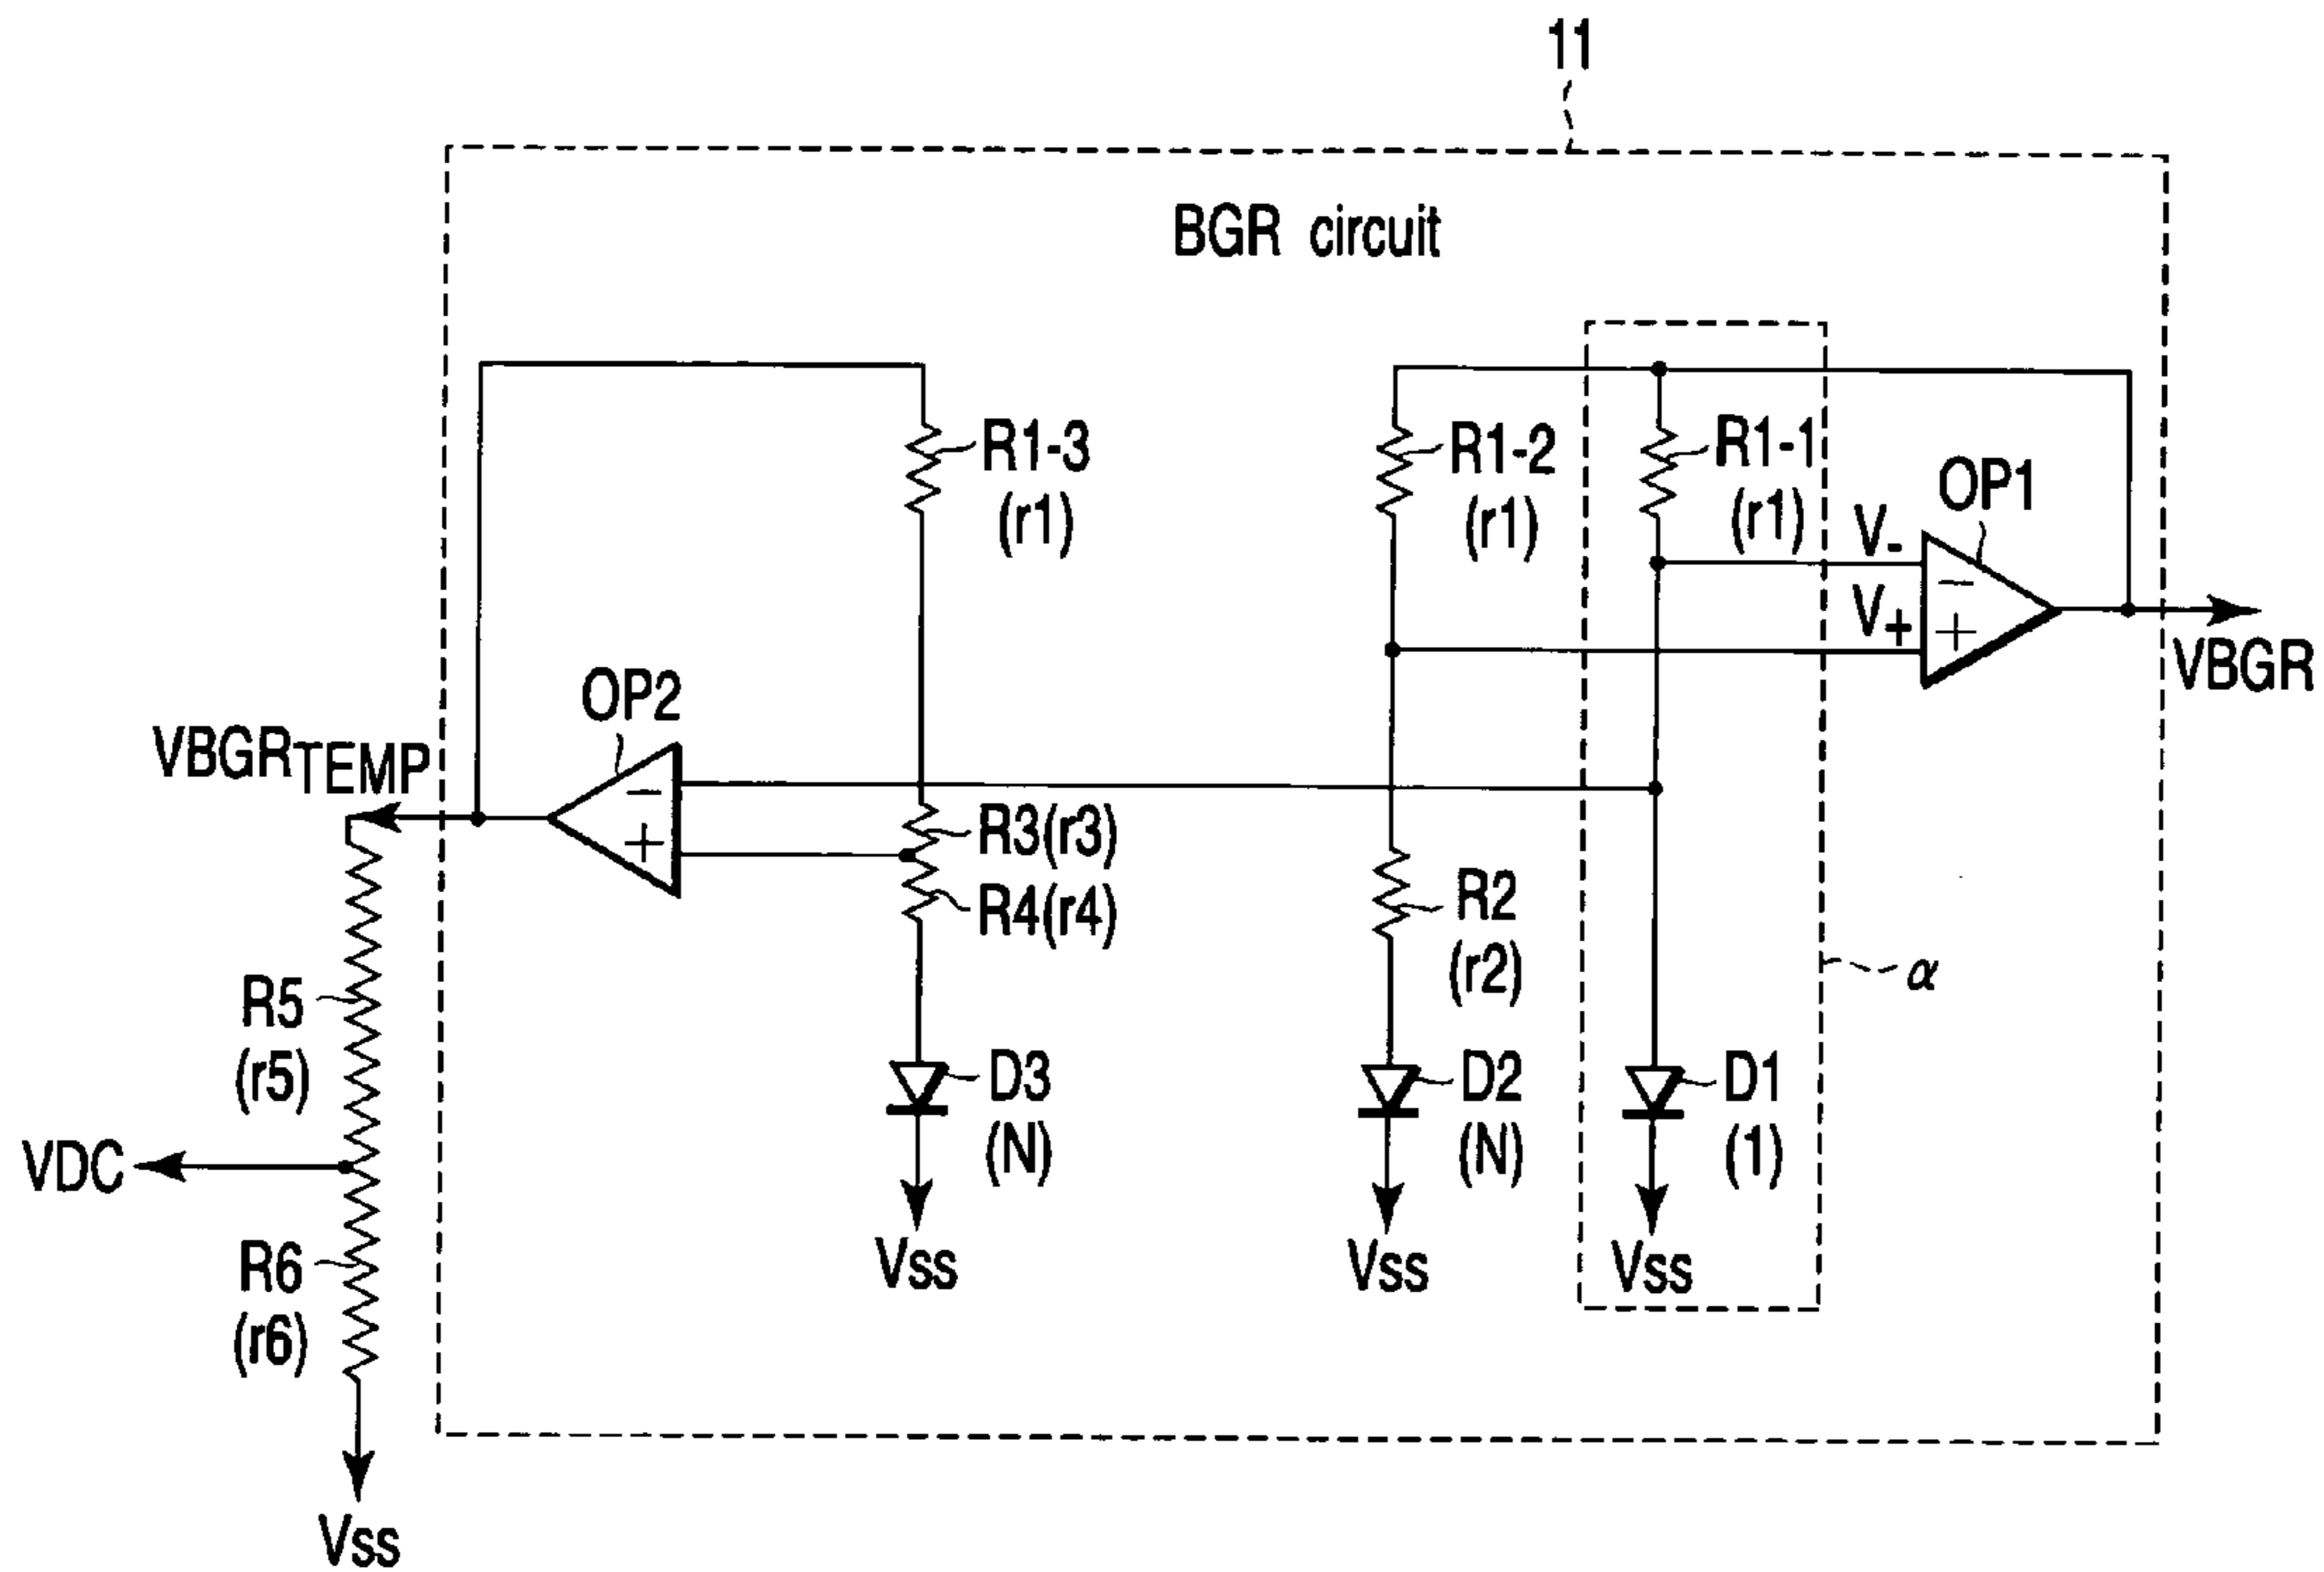 11
BGR circuit
R1-3
(r1)
R1-2
(r1)
R1-1
(r1)
OP1
V-
V+
−
+
VBGR
OP2
VBGRTEMP
−
+
R3(r3)
R4(r4)
R2
(r2)
α
R5
(r5)
D3
(N)
D2
(N)
D1
(1)
VDC
R6
(r6)
Vss
Vss
Vss
Vss